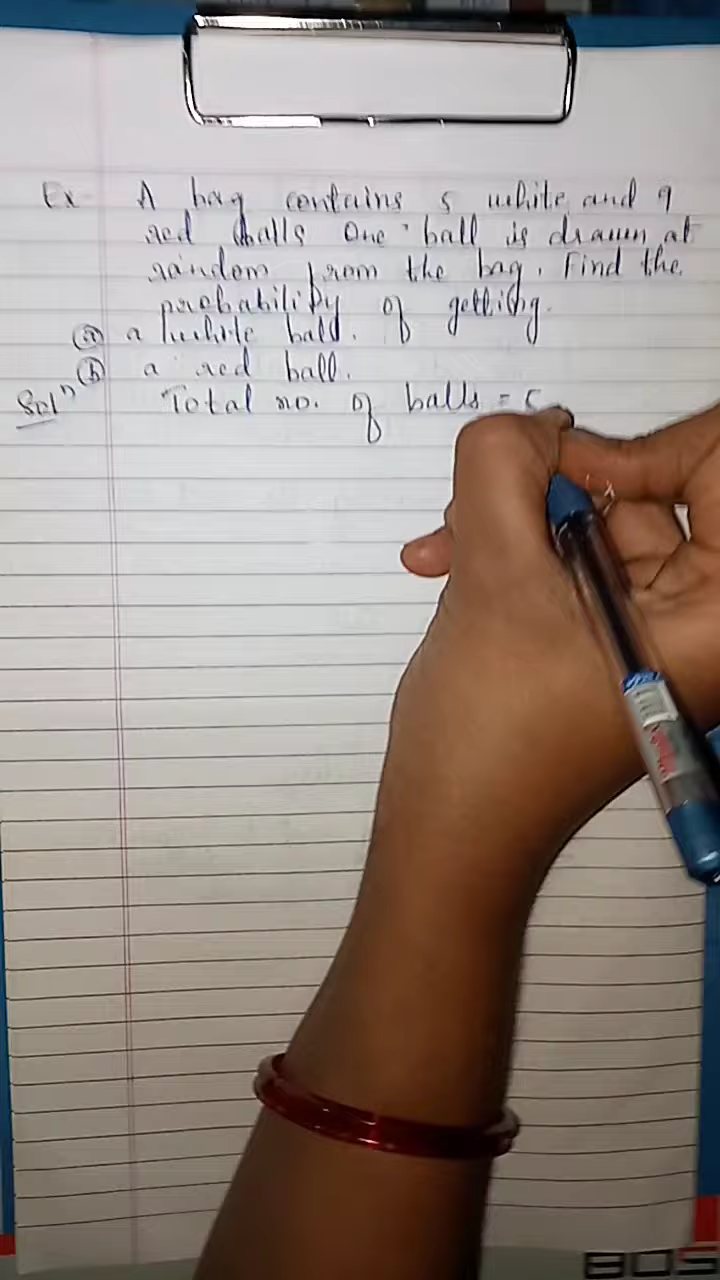 Ex- A bag contains 5 white and 9
red balls One ball is drawn at
random from the bag. Find the
probability of getting.
(a) a white ball.
(b) a red ball.
Solⁿ Total no. of balls = 5
BOS